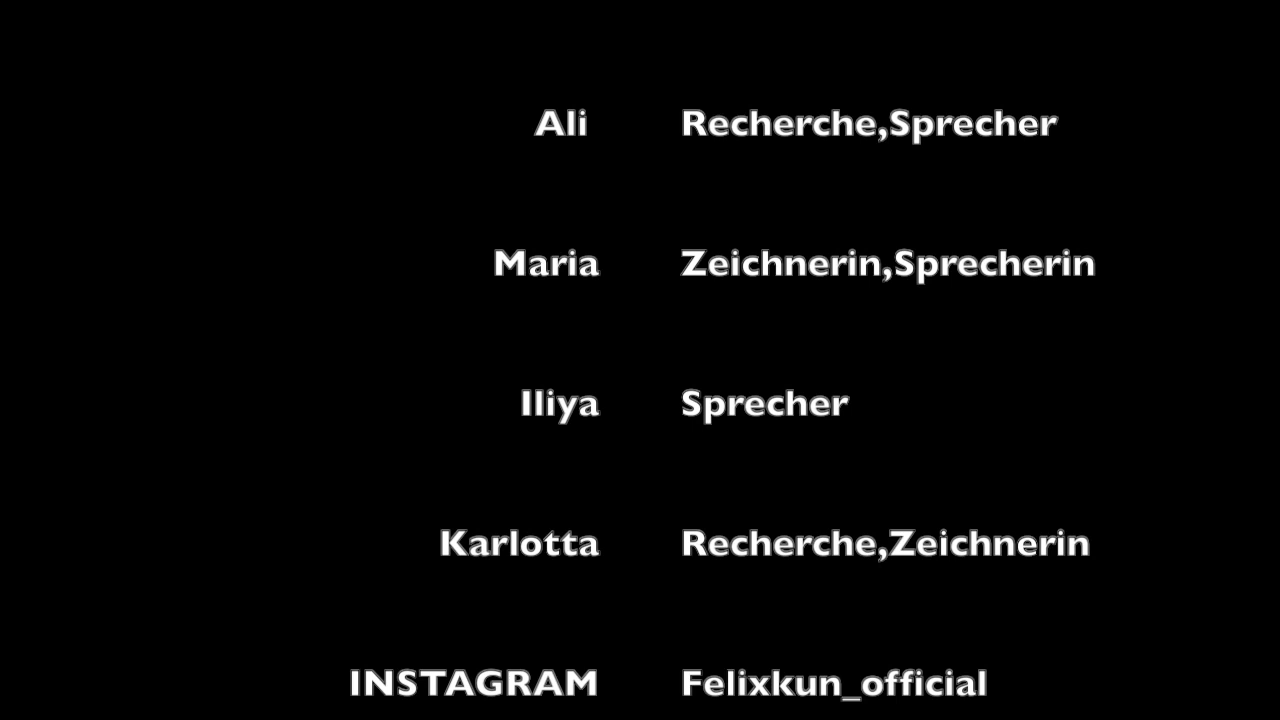 Ali Recherche,Sprecher
Maria Zeichnerin,Sprecherin
Iliya Sprecher
Karlotta Recherche,Zeichnerin
INSTAGRAM Felixkun_official